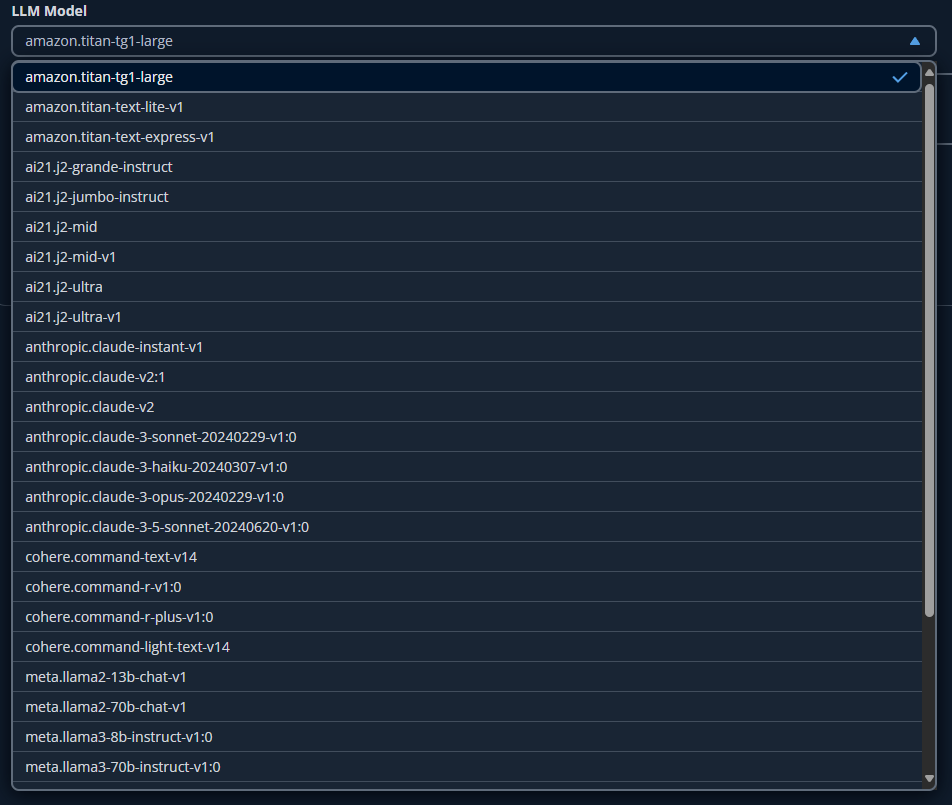 LLM Model
amazon.titan-tg1-large
amazon.titan-tg1-large
amazon.titan-text-lite-v1
amazon.titan-text-express-v1
ai21.j2-grande-instruct
ai21.j2-jumbo-instruct
ai21.j2-mid
ai21.j2-mid-v1
ai21.j2-ultra
ai21.j2-ultra-v1
anthropic.claude-instant-v1
anthropic.claude-v2:1
anthropic.claude-v2
anthropic.claude-3-sonnet-20240229-v1:0
anthropic.claude-3-haiku-20240307-v1:0
anthropic.claude-3-opus-20240229-v1:0
anthropic.claude-3-5-sonnet-20240620-v1:0
cohere.command-text-v14
cohere.command-r-v1:0
cohere.command-r-plus-v1:0
cohere.command-light-text-v14
meta.llama2-13b-chat-v1
meta.llama2-70b-chat-v1
meta.llama3-8b-instruct-v1:0
meta.llama3-70b-instruct-v1:0